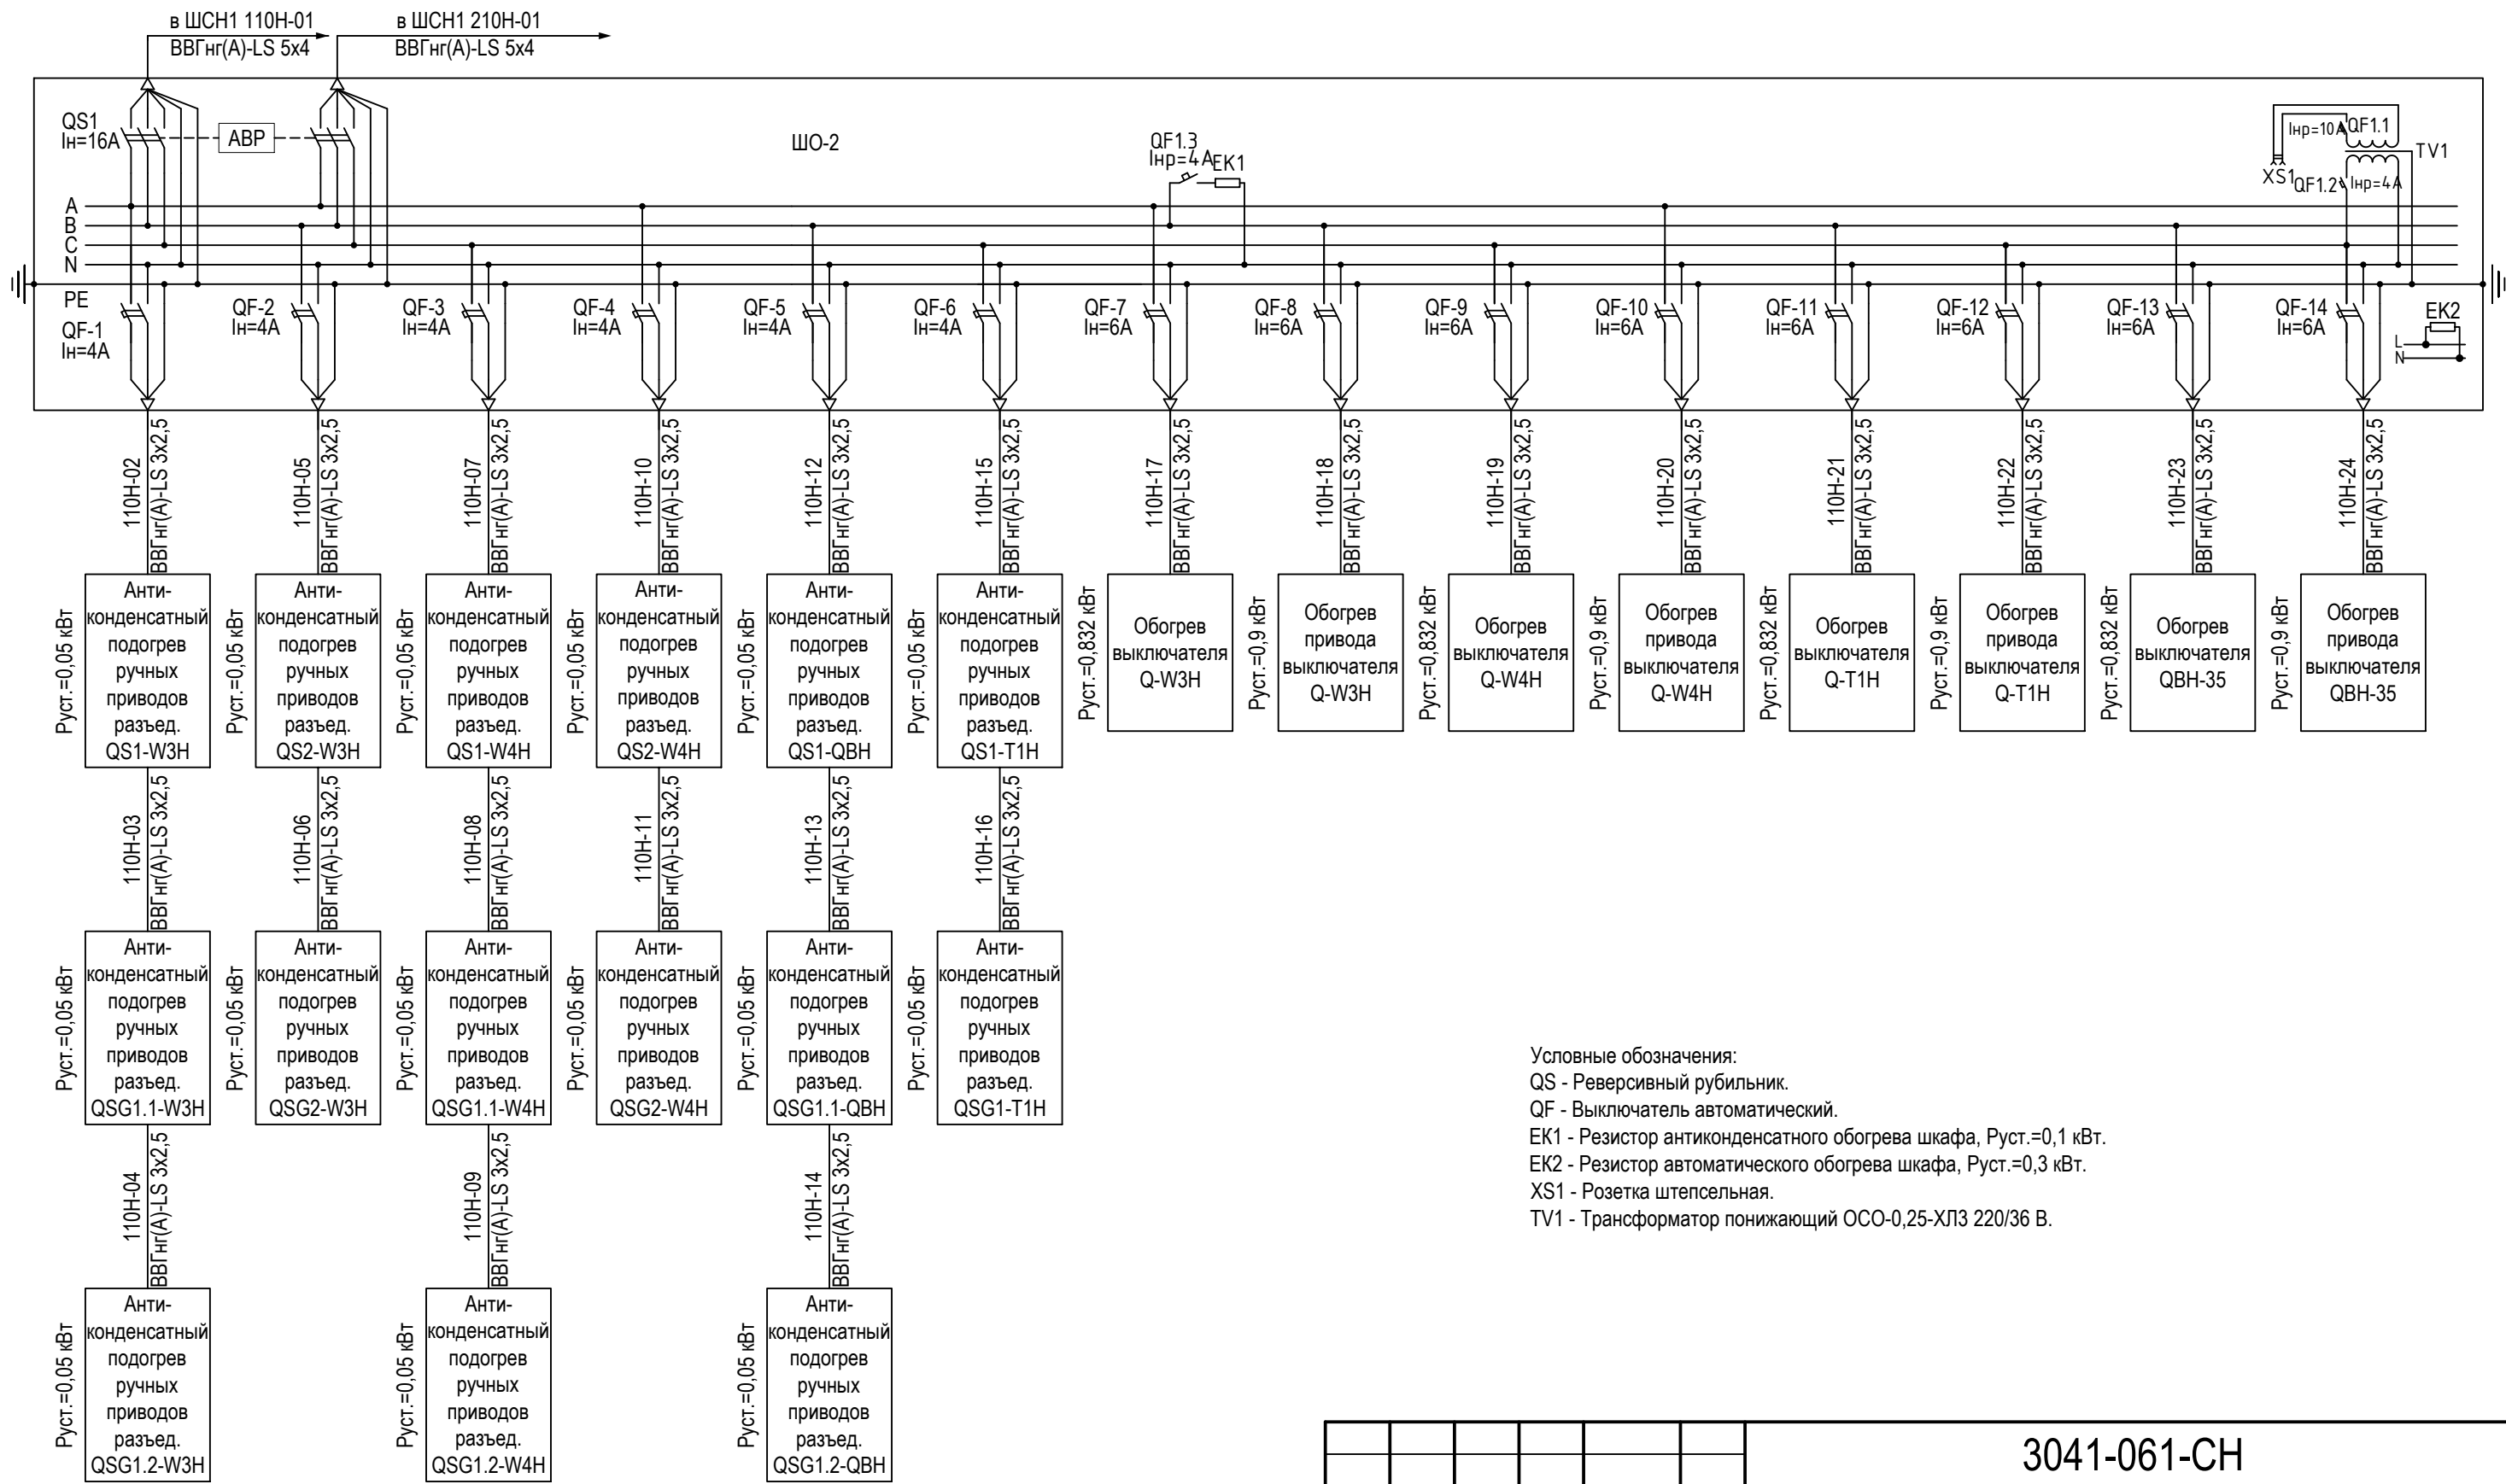 в ШСН1 110Н-01
ВВГнг(А)-LS 5х4
в ШСН1 210Н-01
ВВГнг(А)-LS 5х4
QS1
Iн=16А
АВР
ШО-2
QF1.3
Iнр=4А
EK1
Iнр=10А
QF1.1
TV1
XS1
QF1.2
Iнр=4А
A
B
C
N
PE
QF-1
Iн=4А
QF-2
Iн=4А
QF-3
Iн=4А
QF-4
Iн=4А
QF-5
Iн=4А
QF-6
Iн=4А
QF-7
Iн=6А
QF-8
Iн=6А
QF-9
Iн=6А
QF-10
Iн=6А
QF-11
Iн=6А
QF-12
Iн=6А
QF-13
Iн=6А
QF-14
Iн=6А
EK2
L
N
110Н-02
ВВГнг(А)-LS 3х2,5
110Н-05
ВВГнг(А)-LS 3х2,5
110Н-07
ВВГнг(А)-LS 3х2,5
110Н-10
ВВГнг(А)-LS 3х2,5
110Н-12
ВВГнг(А)-LS 3х2,5
110Н-15
ВВГнг(А)-LS 3х2,5
110Н-17
ВВГнг(А)-LS 3х2,5
110Н-18
ВВГнг(А)-LS 3х2,5
110Н-19
ВВГнг(А)-LS 3х2,5
110Н-20
ВВГнг(А)-LS 3х2,5
110Н-21
ВВГнг(А)-LS 3х2,5
110Н-22
ВВГнг(А)-LS 3х2,5
110Н-23
ВВГнг(А)-LS 3х2,5
110Н-24
ВВГнг(А)-LS 3х2,5
Руст.=0,05 кВт
Анти-
конденсатный
подогрев
ручных
приводов
разъед.
QS1-W3H
Руст.=0,05 кВт
Анти-
конденсатный
подогрев
ручных
приводов
разъед.
QS2-W3H
Руст.=0,05 кВт
Анти-
конденсатный
подогрев
ручных
приводов
разъед.
QS1-W4H
Руст.=0,05 кВт
Анти-
конденсатный
подогрев
ручных
приводов
разъед.
QS2-W4H
Руст.=0,05 кВт
Анти-
конденсатный
подогрев
ручных
приводов
разъед.
QS1-QBH
Руст.=0,05 кВт
Анти-
конденсатный
подогрев
ручных
приводов
разъед.
QS1-T1H
Руст.=0,832 кВт
Обогрев
выключателя
Q-W3H
Руст.=0,9 кВт
Обогрев
привода
выключателя
Q-W3H
Руст.=0,832 кВт
Обогрев
выключателя
Q-W4H
Руст.=0,9 кВт
Обогрев
привода
выключателя
Q-W4H
Руст.=0,832 кВт
Обогрев
выключателя
Q-T1H
Руст.=0,9 кВт
Обогрев
привода
выключателя
Q-T1H
Руст.=0,832 кВт
Обогрев
выключателя
QBH-35
Руст.=0,9 кВт
Обогрев
привода
выключателя
QBH-35
110Н-03
ВВГнг(А)-LS 3х2,5
110Н-06
ВВГнг(А)-LS 3х2,5
110Н-08
ВВГнг(А)-LS 3х2,5
110Н-11
ВВГнг(А)-LS 3х2,5
110Н-13
ВВГнг(А)-LS 3х2,5
110Н-16
ВВГнг(А)-LS 3х2,5
Руст.=0,05 кВт
Анти-
конденсатный
подогрев
ручных
приводов
разъед.
QSG1.1-W3H
Руст.=0,05 кВт
Анти-
конденсатный
подогрев
ручных
приводов
разъед.
QSG2-W3H
Руст.=0,05 кВт
Анти-
конденсатный
подогрев
ручных
приводов
разъед.
QSG1.1-W4H
Руст.=0,05 кВт
Анти-
конденсатный
подогрев
ручных
приводов
разъед.
QSG2-W4H
Руст.=0,05 кВт
Анти-
конденсатный
подогрев
ручных
приводов
разъед.
QSG1.1-QBH
Руст.=0,05 кВт
Анти-
конденсатный
подогрев
ручных
приводов
разъед.
QSG1-T1H
110Н-04
ВВГнг(А)-LS 3х2,5
110Н-09
ВВГнг(А)-LS 3х2,5
110Н-14
ВВГнг(А)-LS 3х2,5
Руст.=0,05 кВт
Анти-
конденсатный
подогрев
ручных
приводов
разъед.
QSG1.2-W3H
Руст.=0,05 кВт
Анти-
конденсатный
подогрев
ручных
приводов
разъед.
QSG1.2-W4H
Руст.=0,05 кВт
Анти-
конденсатный
подогрев
ручных
приводов
разъед.
QSG1.2-QBH
Условные обозначения:
QS - Реверсивный рубильник.
QF - Выключатель автоматический.
EK1 - Резистор антиконденсатного обогрева шкафа, Руст.=0,1 кВт.
EK2 - Резистор автоматического обогрева шкафа, Руст.=0,3 кВт.
XS1 - Розетка штепсельная.
TV1 - Трансформатор понижающий ОСО-0,25-ХЛ3 220/36 В.
3041-061-СН